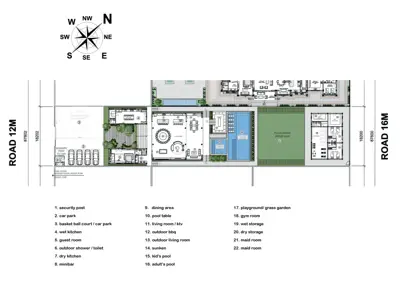 N
NW
W
NE
SW
S
SE
E
ROAD 12M
ROAD 16M
1. security post
2. car park
3. basket ball court / car park
4. wet kitchen
5. guest room
6. outdoor shower / toilet
7. dry kitchen
8. minibar
9. dining area
10. pool table
11. living room / ktv
12. outdoor bbq
13. outdoor living room
14. sunken
15. kid's pool
16. adult's pool
17. playground grass garden
18. gym room
19. wet storage
20. dry storage
21. maid room
22. maid room